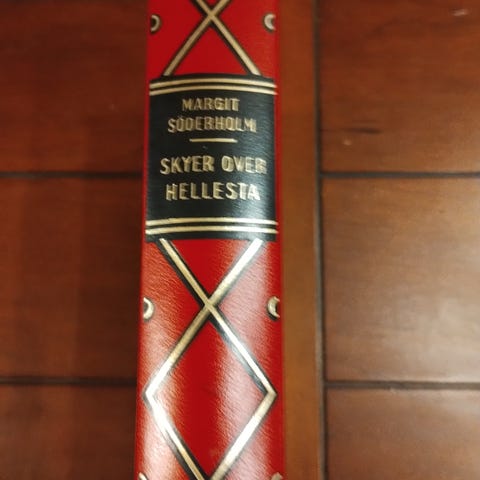 MARGIT
SÖDERHOLM
SKYER OVER
HELLESTA